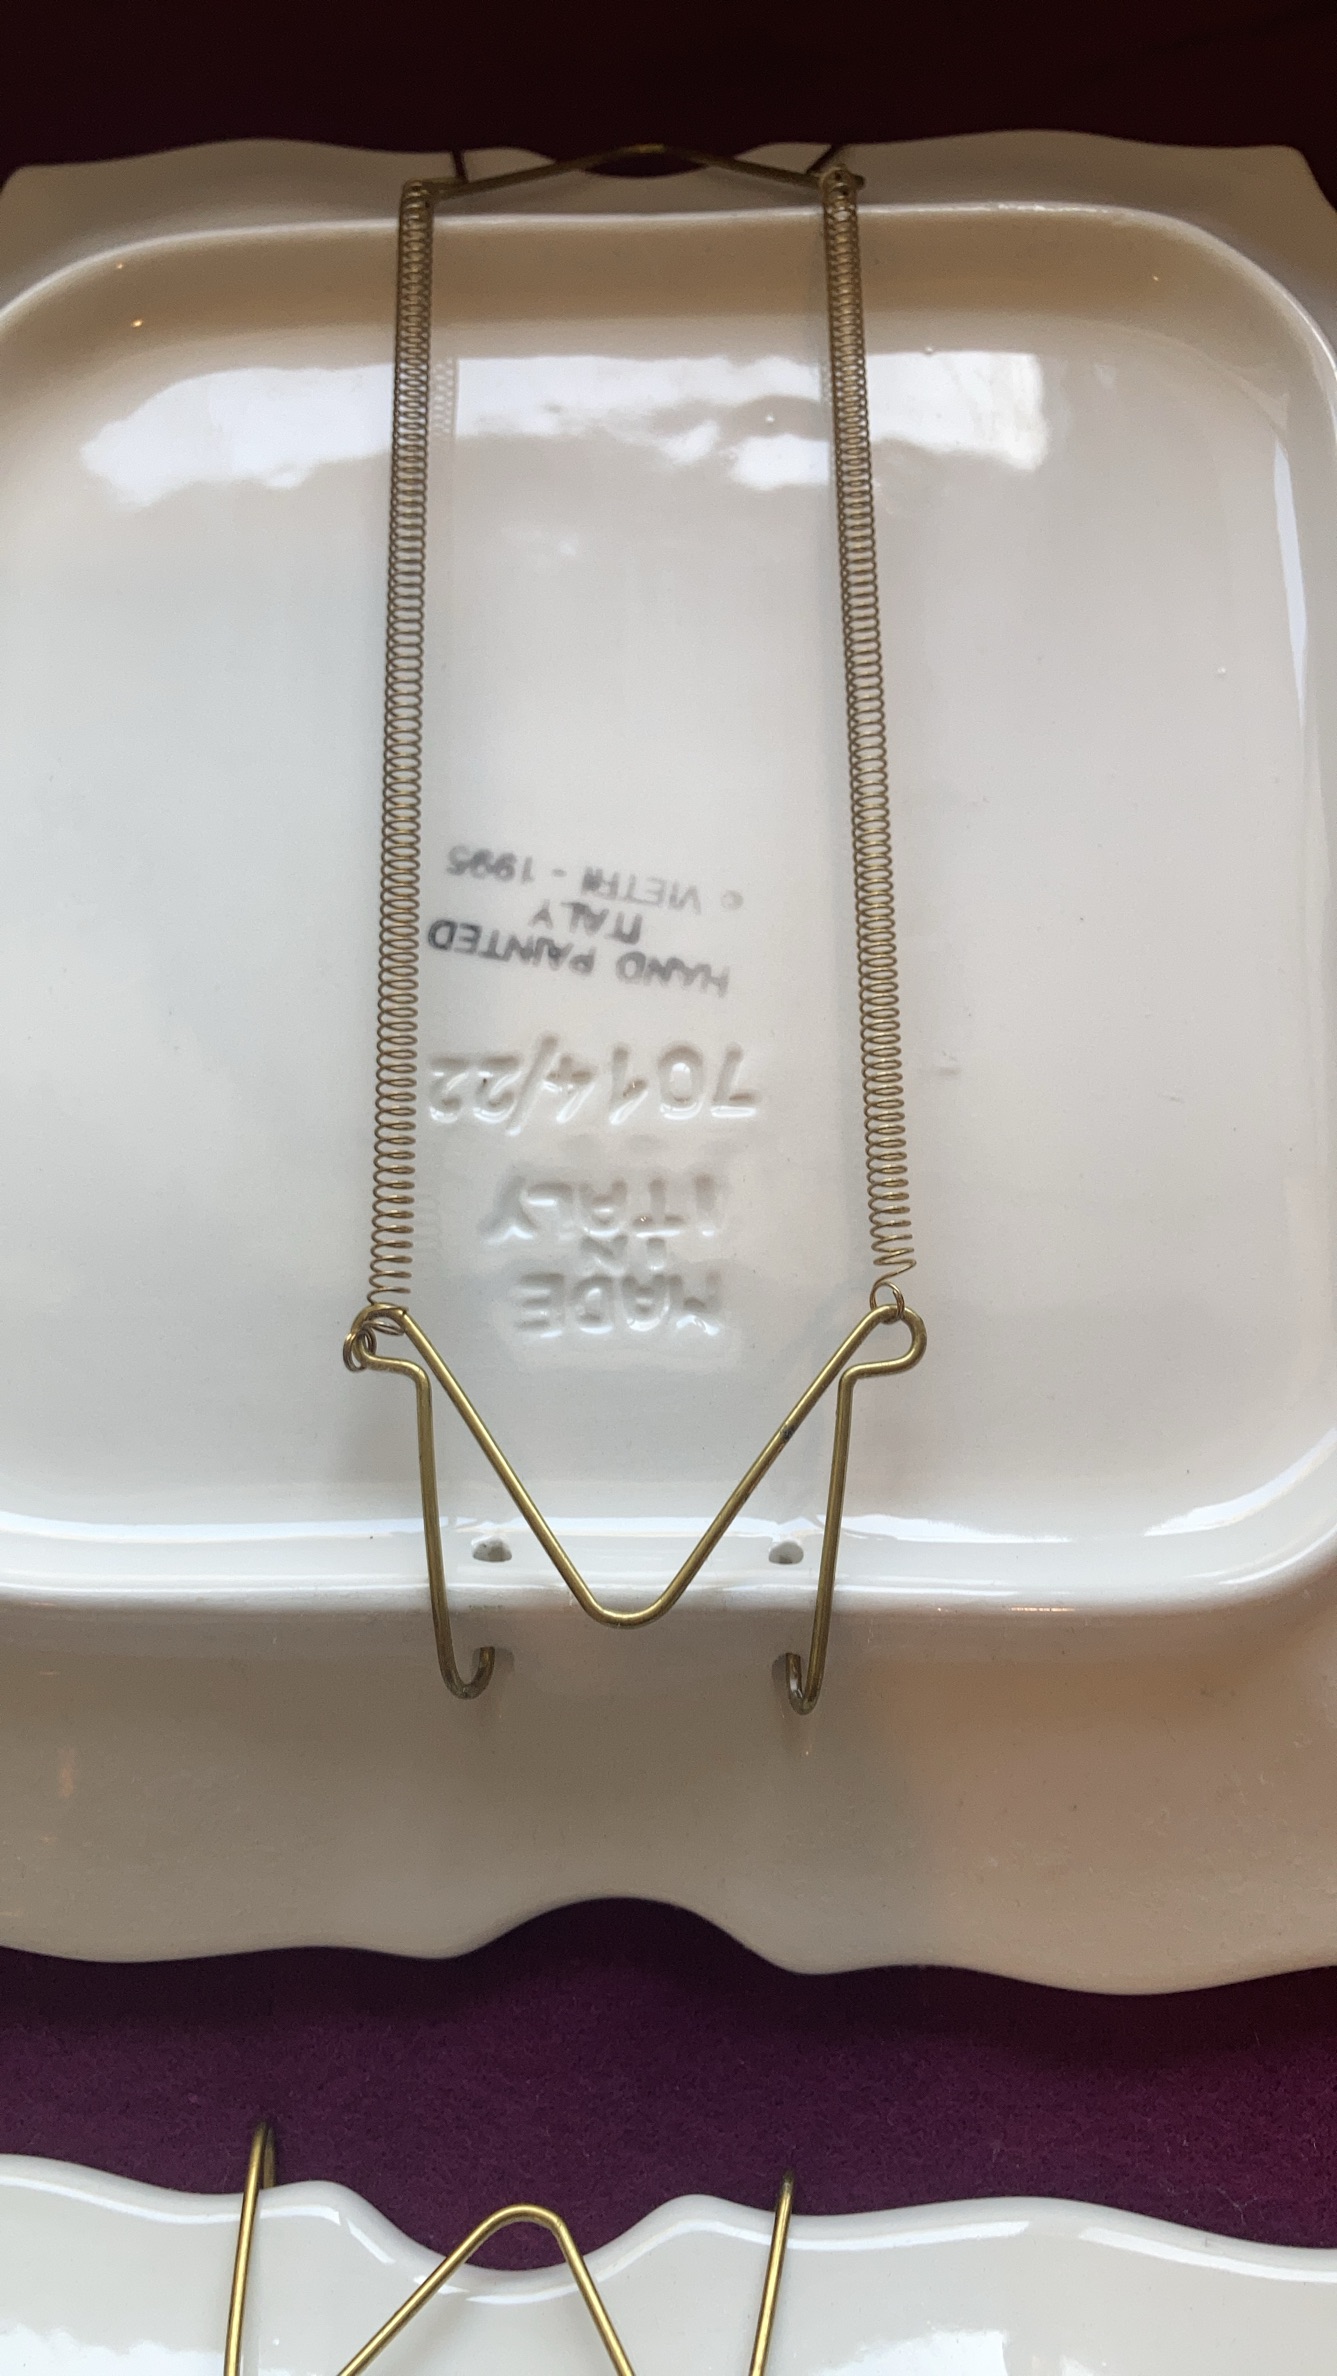 MADE
IN
ITALY
7014/22
HAND PAINTED
ITALY
© VIETRI - 1995